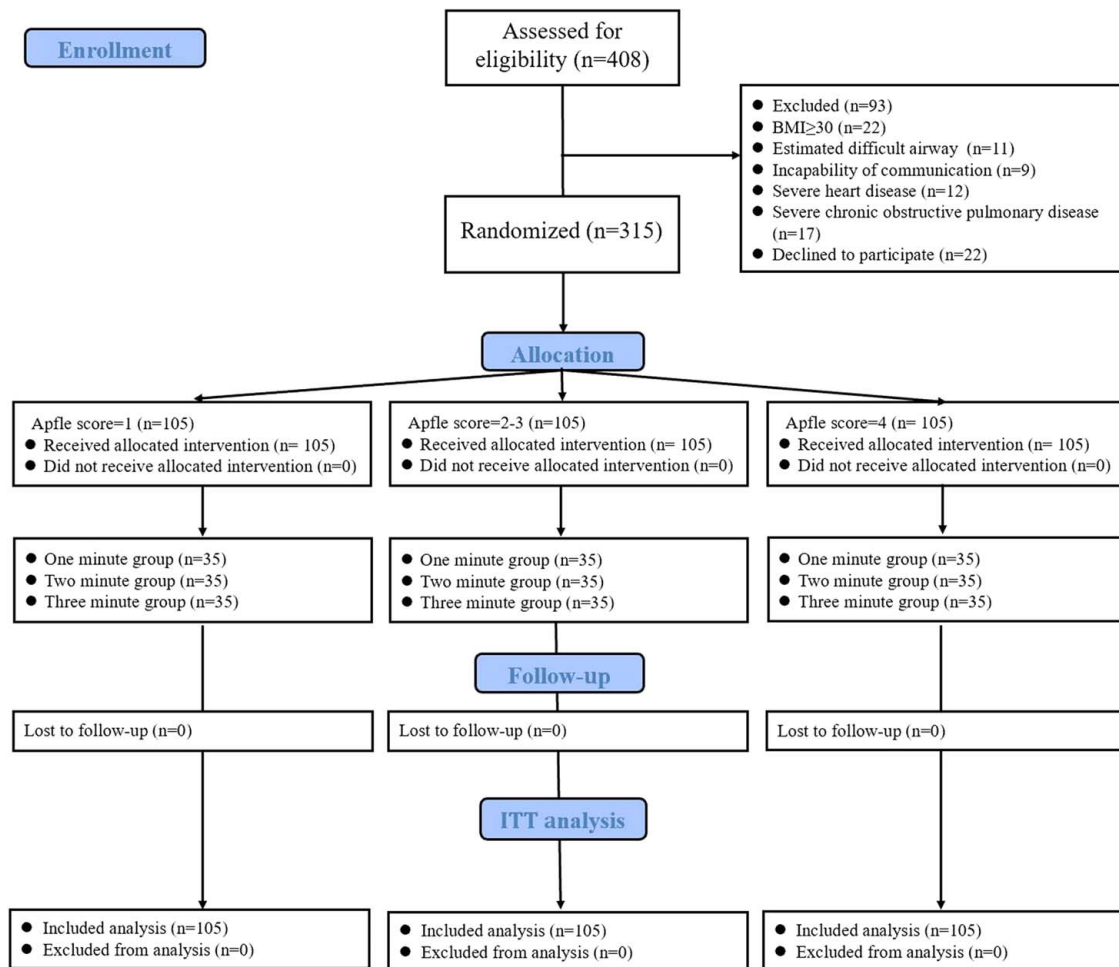 Enrollment
Assessed for
eligibility (n=408)
● Excluded (n=93)
● BMI≥30 (n=22)
● Estimated difficult airway (n=11)
● Incapability of communication (n=9)
● Severe heart disease (n=12)
● Severe chronic obstructive pulmonary disease
(n=17)
● Declined to participate (n=22)
Randomized (n=315)
Allocation
Apfle score=1 (n=105)
● Received allocated intervention (n= 105)
● Did not receive allocated intervention (n=0)
Apfle score=2-3 (n=105)
● Received allocated intervention (n= 105)
● Did not receive allocated intervention (n=0)
Apfle score=4 (n= 105)
● Received allocated intervention (n= 105)
● Did not receive allocated intervention (n=0)
● One minute group (n=35)
● Two minute group (n=35)
● Three minute group (n=35)
● One minute group (n=35)
● Two minute group (n=35)
● Three minute group (n=35)
● One minute group (n=35)
● Two minute group (n=35)
● Three minute group (n=35)
Follow-up
Lost to follow-up (n=0)
Lost to follow-up (n=0)
Lost to follow-up (n=0)
ITT analysis
● Included analysis (n=105)
● Excluded from analysis (n=0)
● Included analysis (n=105)
● Excluded from analysis (n=0)
● Included analysis (n=105)
● Excluded from analysis (n=0)